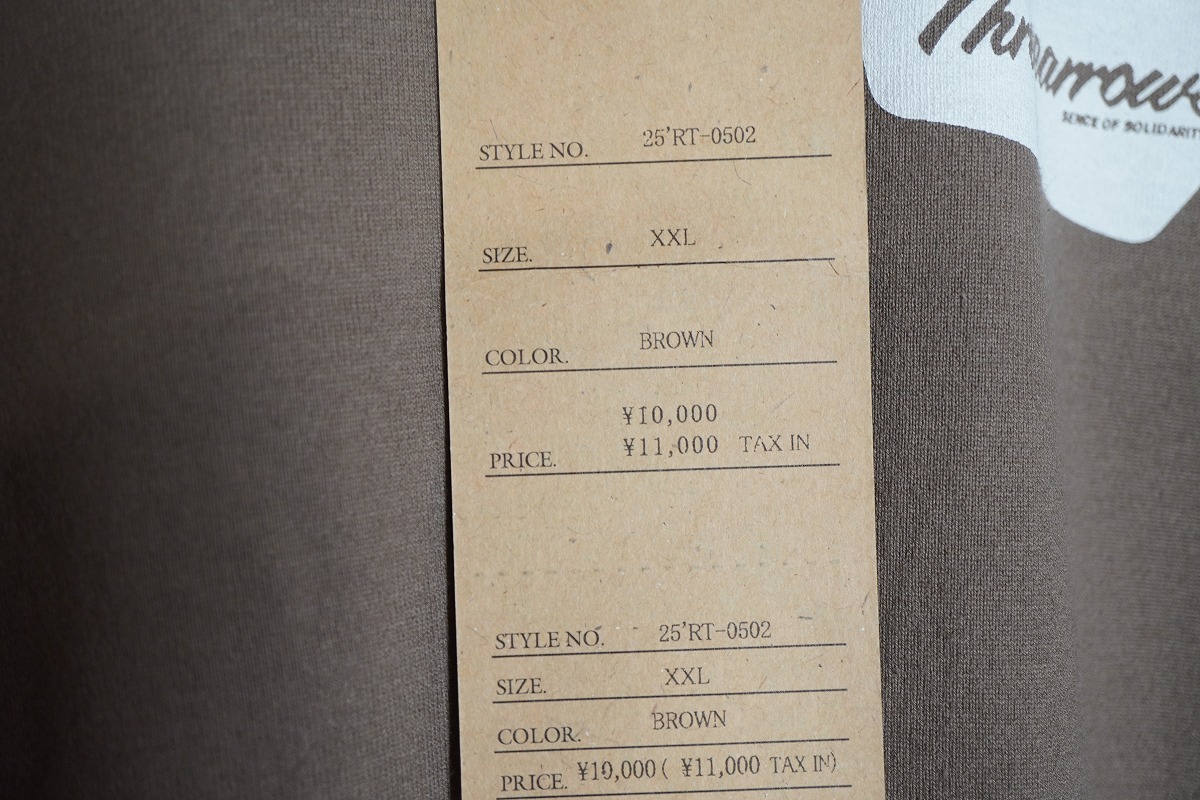 Threearrows
SENCE OF SOLIDARITY
STYLE NO. 25'RT-0502
SIZE. XXL
COLOR. BROWN
¥10,000
PRICE. ¥11,000 TAX IN
STYLE NO. 25'RT-0502
SIZE. XXL
COLOR. BROWN
PRICE. ¥10,000 ( ¥11,000 TAX IN)